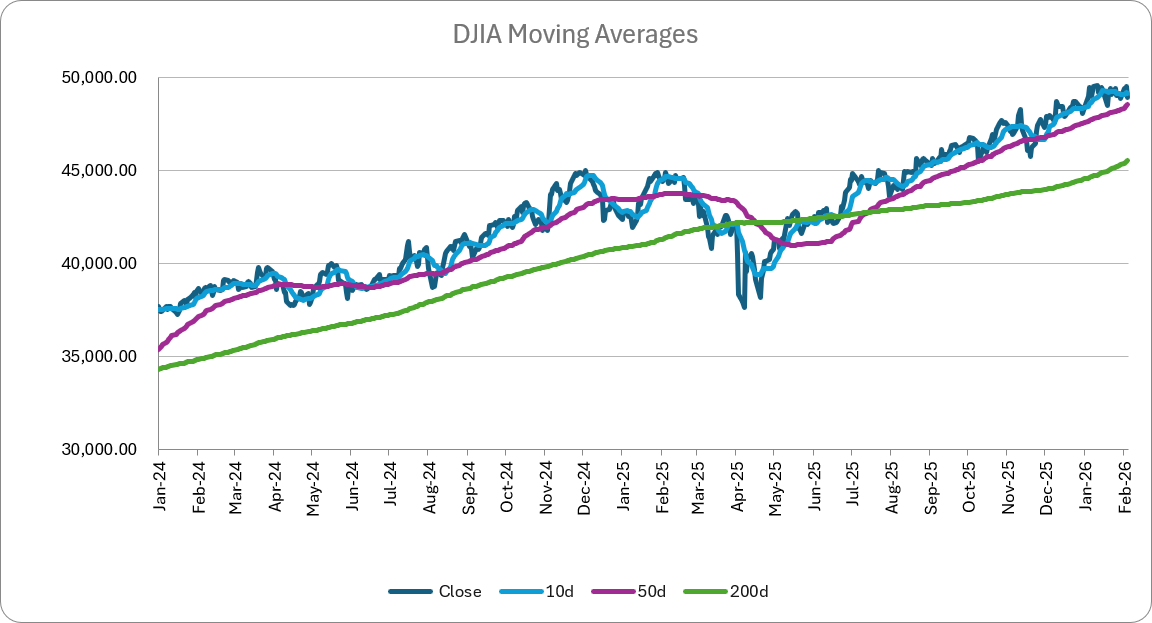 DJIA Moving Averages
50,000.00
45,000.00
40,000.00
35,000.00
30,000.00
Jan-24
Feb-24
Mar-24
Apr-24
May-24
Jun-24
Jul-24
Aug-24
Sep-24
Oct-24
Nov-24
Dec-24
Jan-25
Feb-25
Mar-25
Apr-25
May-25
Jun-25
Jul-25
Aug-25
Sep-25
Oct-25
Nov-25
Dec-25
Jan-26
Feb-26
Close 10d 50d 200d